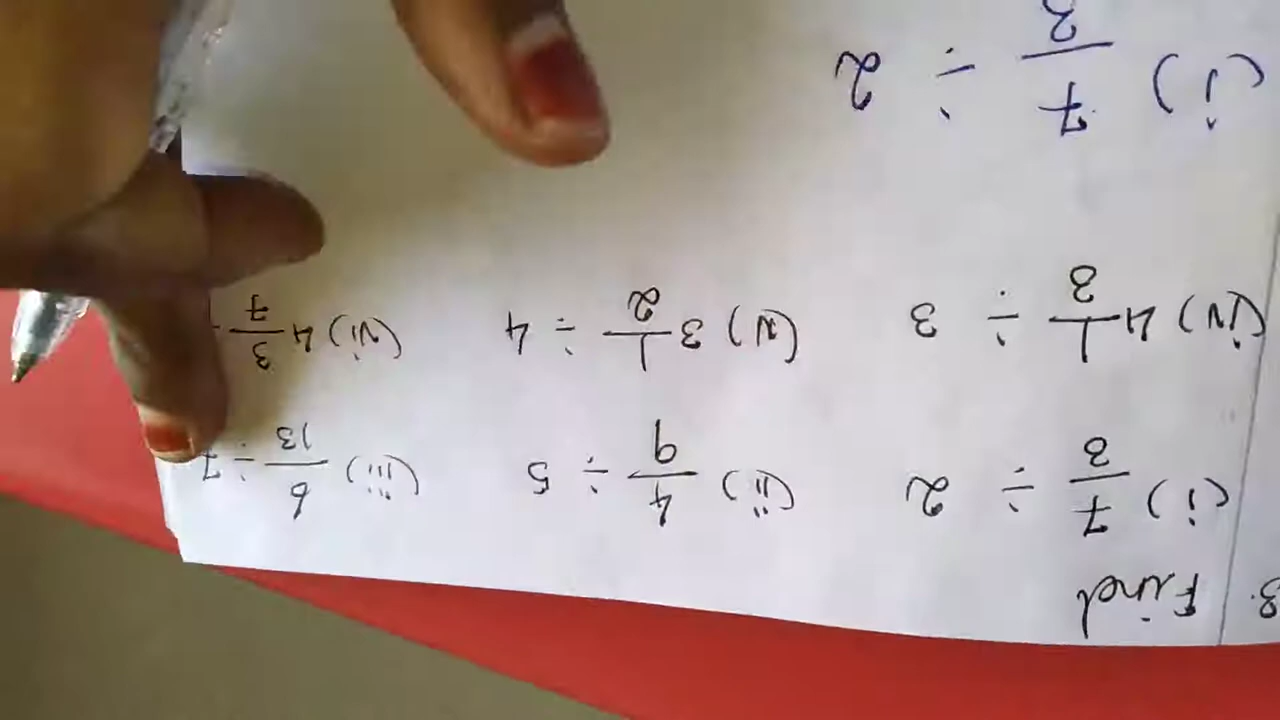 3. Find
(i) 7/3 ÷ 2 (ii) 4/9 ÷ 5 (iii) 6/13 ÷ 7
(iv) 4 1/3 ÷ 3 (v) 3 1/2 ÷ 4 (vi) 4 3/7
(i) 7/3 ÷ 2